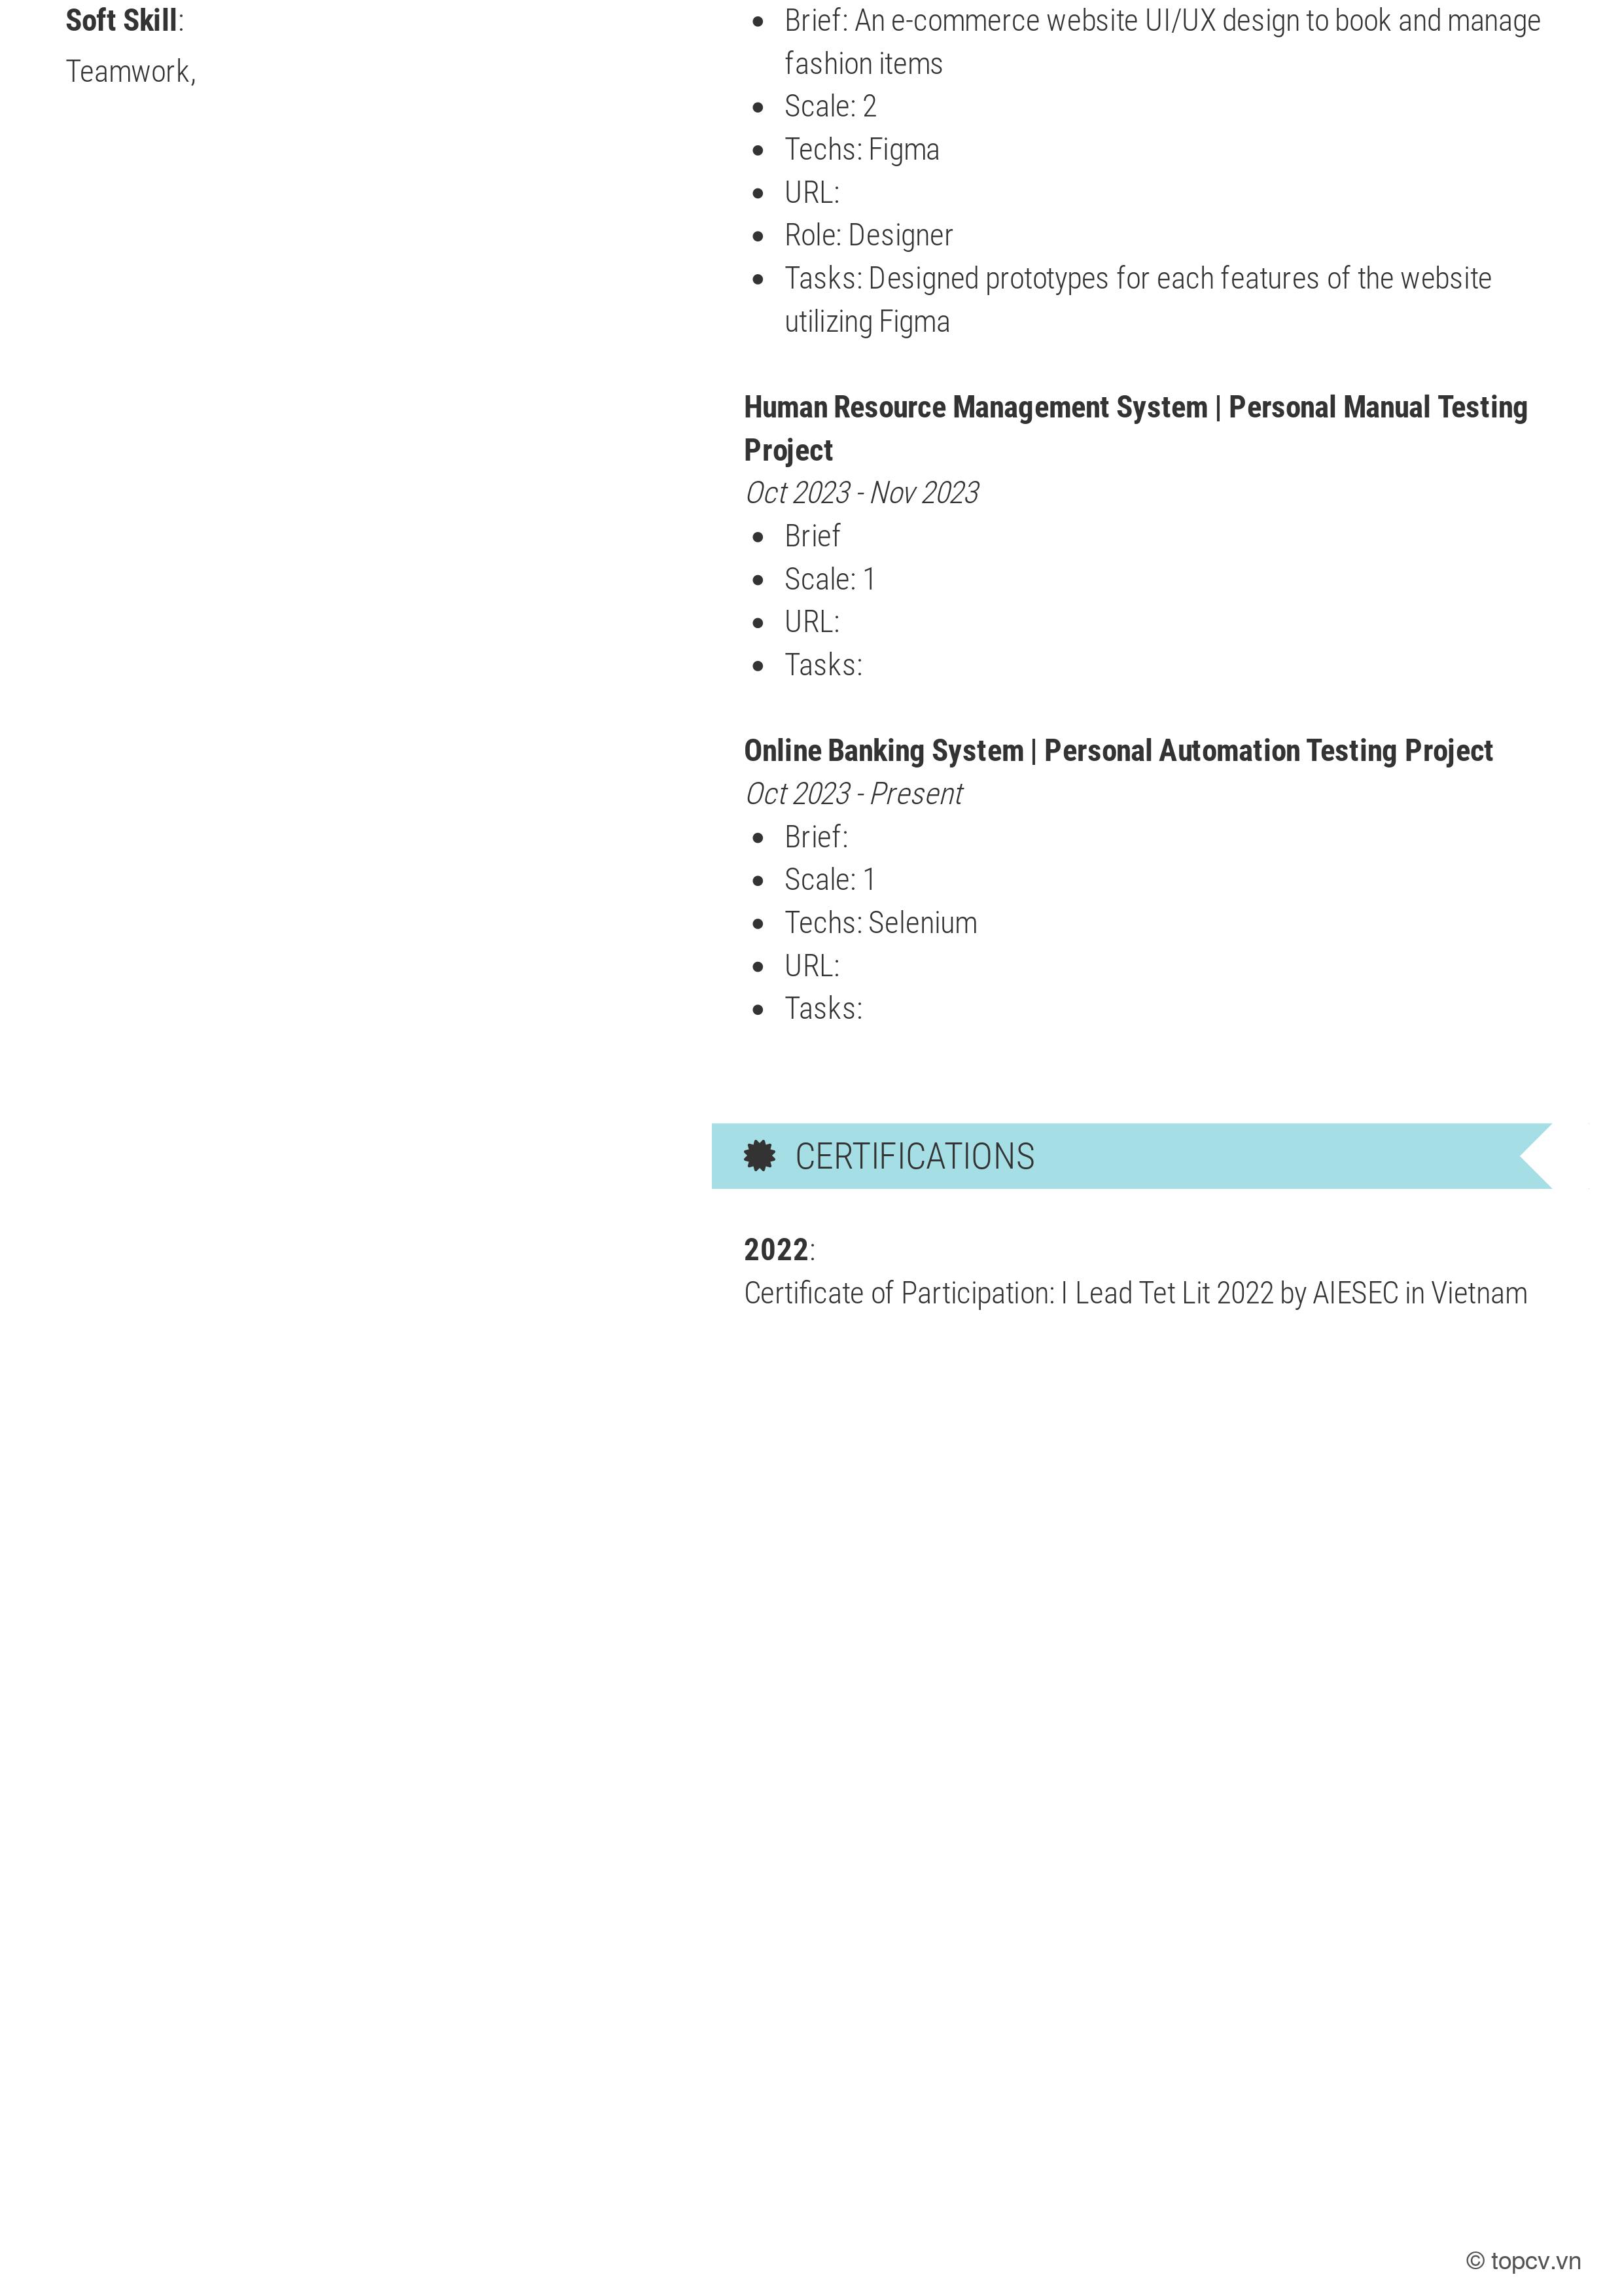 Soft Skill:
Teamwork,
• Brief: An e-commerce website UI/UX design to book and manage
fashion items
• Scale: 2
• Techs: Figma
• URL:
• Role: Designer
• Tasks: Designed prototypes for each features of the website
utilizing Figma
Human Resource Management System | Personal Manual Testing
Project
Oct 2023 - Nov 2023
• Brief
• Scale: 1
• URL:
• Tasks:
Online Banking System | Personal Automation Testing Project
Oct 2023 - Present
• Brief:
• Scale: 1
• Techs: Selenium
• URL:
• Tasks:
CERTIFICATIONS
2022:
Certificate of Participation: I Lead Tet Lit 2022 by AIESEC in Vietnam
© topcv.vn